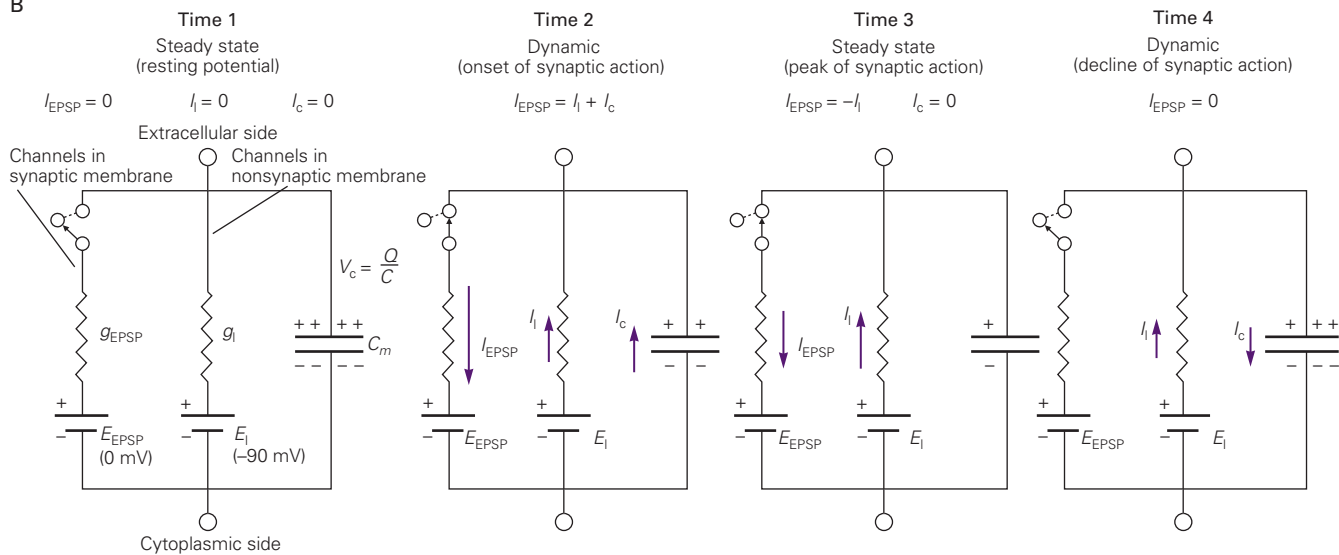 B
Time 1
Steady state
(resting potential)
I_EPSP = 0 I_l = 0 I_c = 0
Extracellular side
Channels in
synaptic membrane
Channels in
nonsynaptic membrane
V_c = Q/C
g_EPSP
g_l
+ + + +
C_m
– – – –
+
–
E_EPSP
(0 mV)
+
–
E_l
(–90 mV)
Cytoplasmic side
Time 2
Dynamic
(onset of synaptic action)
I_EPSP = I_l + I_c
I_EPSP
I_l
I_c
+ +
– –
+
–
E_EPSP
+
–
E_l
Time 3
Steady state
(peak of synaptic action)
I_EPSP = –I_l I_c = 0
I_EPSP
I_l
+
–
+
–
E_EPSP
+
–
E_l
Time 4
Dynamic
(decline of synaptic action)
I_EPSP = 0
I_l
I_c
+ + +
– – –
+
–
E_EPSP
+
–
E_l